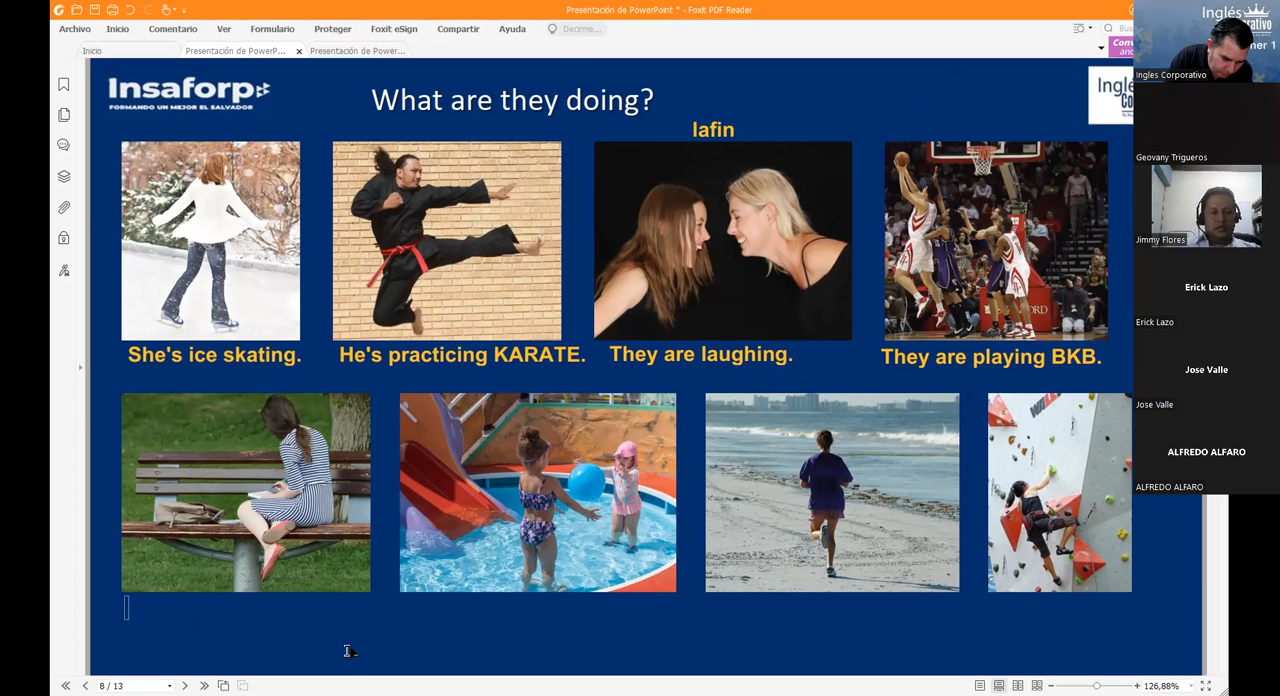 Presentación de PowerPoint * - Foxit PDF Reader
Archivo Inicio Comentario Ver Formulario Proteger Foxit eSign Compartir Ayuda Decirme...
Inicio Presentación de PowerP... Presentación de Power...
Insaforp
FORMANDO UN MEJOR EL SALVADOR
What are they doing?
lafin
She's ice skating.
He's practicing KARATE.
They are laughing.
They are playing BKB.
8 / 13
126,88%
Inglés
Ingles Corporativo
Geovany Trigueros
Jimmy Flores
Erick Lazo
Erick Lazo
Jose Valle
Jose Valle
ALFREDO ALFARO
ALFREDO ALFARO